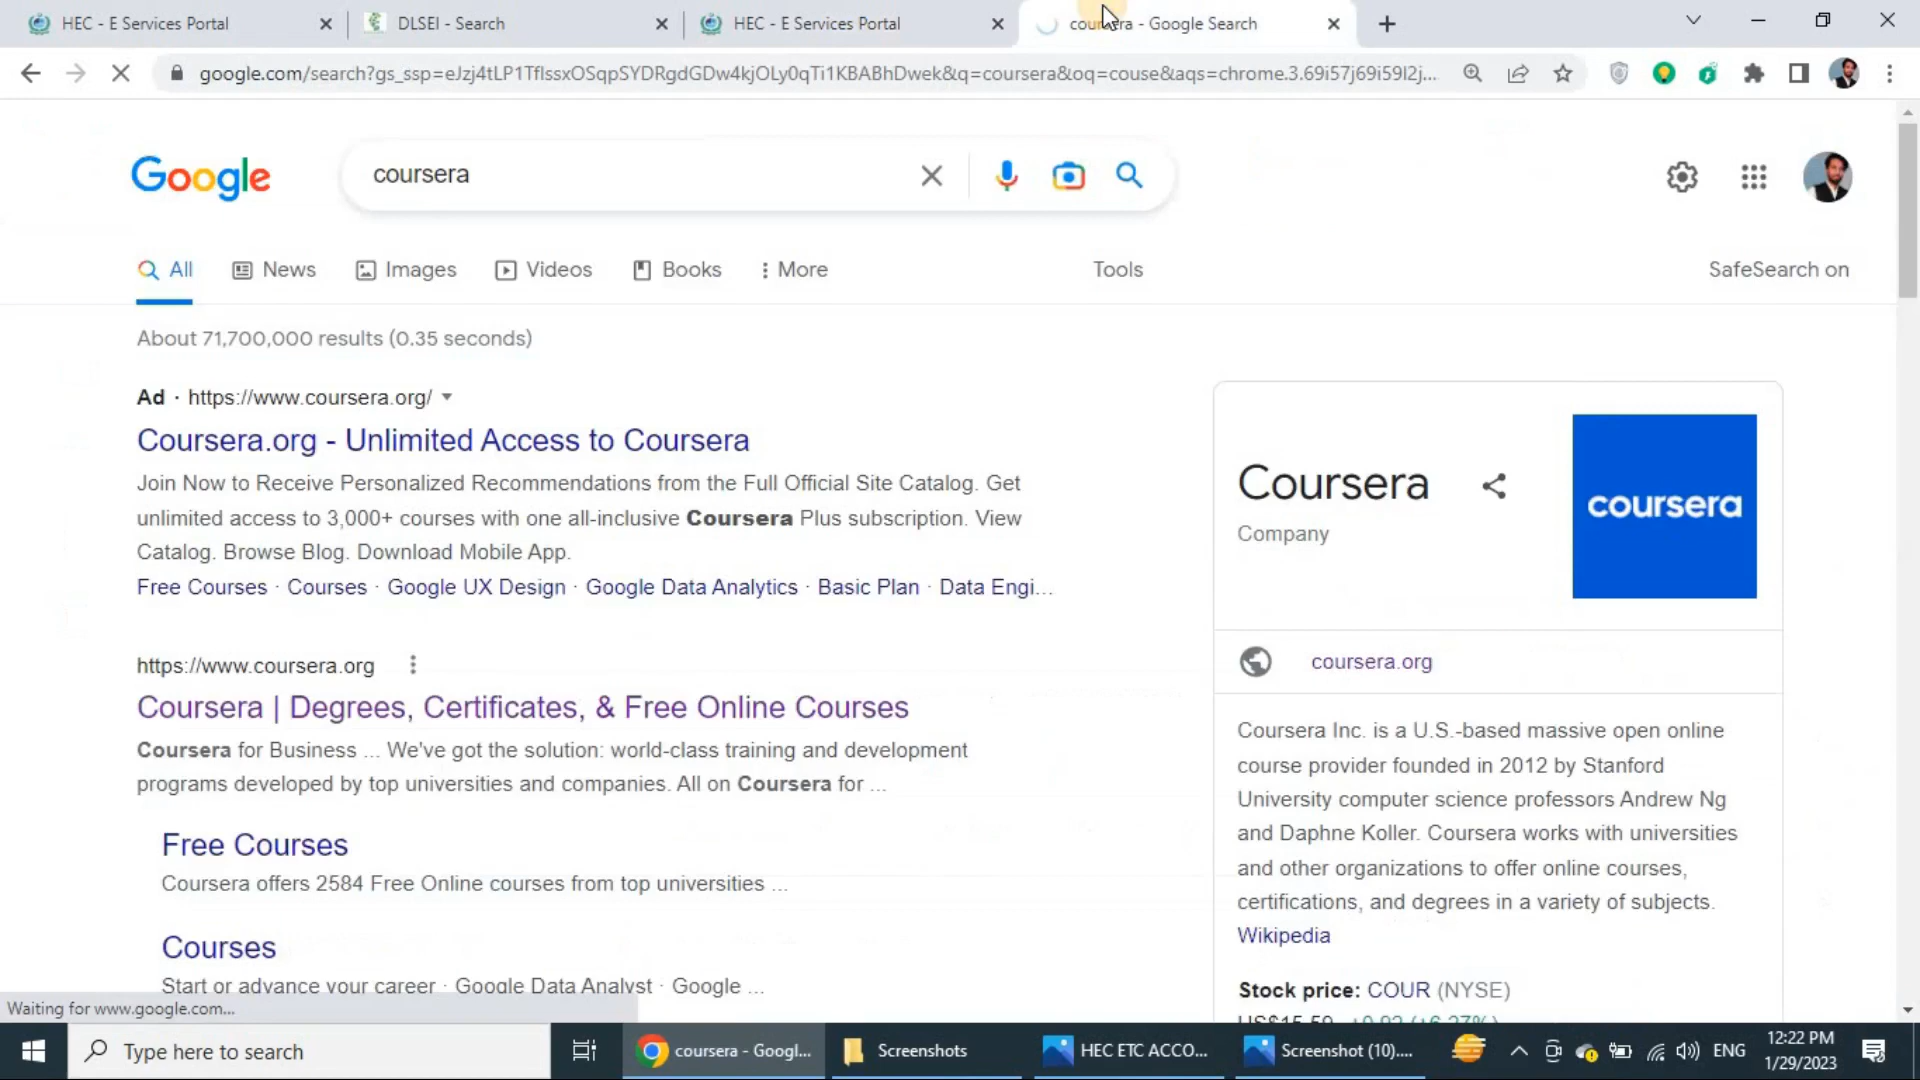 HEC - E Services Portal
DLSEI - Search
HEC - E Services Portal
coursera - Google Search
google.com/search?gs_ssp=eJzj4tLP1TflssxOSqpSYDRgdGDw4kjOLy0qTi1KBABhDwek&q=coursera&oq=couse&aqs=chrome.3.69i57j69i59l2j...
Google
coursera
All
News
Images
Videos
Books
More
Tools
SafeSearch on
About 71,700,000 results (0.35 seconds)
Ad · https://www.coursera.org/
Coursera.org - Unlimited Access to Coursera
Join Now to Receive Personalized Recommendations from the Full Official Site Catalog. Get
unlimited access to 3,000+ courses with one all-inclusive Coursera Plus subscription. View
Catalog. Browse Blog. Download Mobile App.
Free Courses · Courses · Google UX Design · Google Data Analytics · Basic Plan · Data Engi...
https://www.coursera.org
Coursera | Degrees, Certificates, & Free Online Courses
Coursera for Business ... We've got the solution: world-class training and development
programs developed by top universities and companies. All on Coursera for ...
Free Courses
Coursera offers 2584 Free Online courses from top universities ...
Courses
Start or advance your career · Google Data Analyst · Google ...
Coursera
Company
coursera
coursera.org
Coursera Inc. is a U.S.-based massive open online
course provider founded in 2012 by Stanford
University computer science professors Andrew Ng
and Daphne Koller. Coursera works with universities
and other organizations to offer online courses,
certifications, and degrees in a variety of subjects.
Wikipedia
Stock price: COUR (NYSE)
US$15.59 +0.92 (+6.27%)
Waiting for www.google.com...
Type here to search
coursera - Googl...
Screenshots
HEC ETC ACCO...
Screenshot (10)....
ENG
12:22 PM
1/29/2023